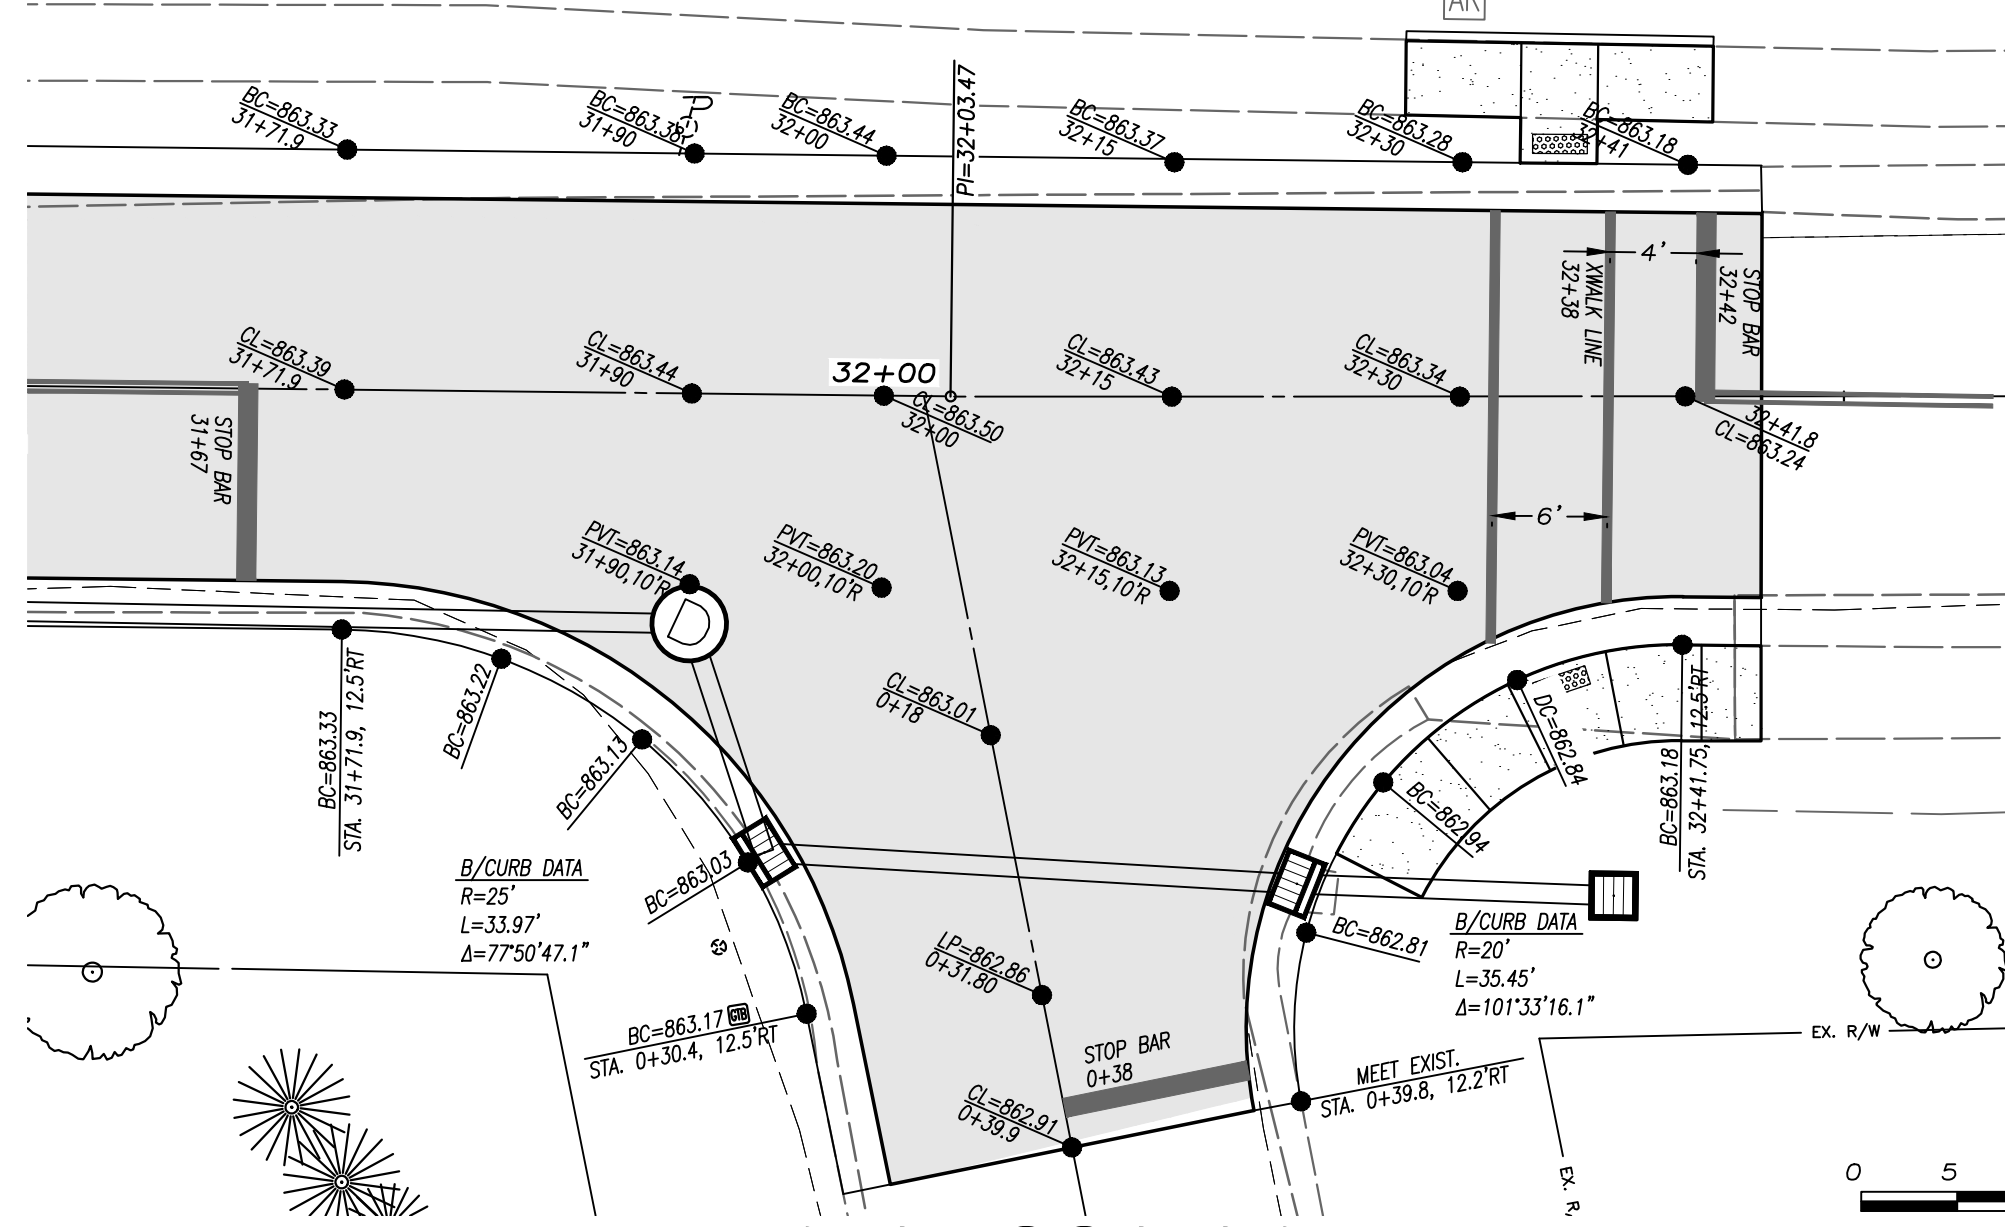 AR
BC=863.33
31+71.9
BC=863.38
31+90
BC=863.44
32+00
PI=32+03.47
BC=863.37
32+15
BC=863.28
32+30
BC=863.18
32+41
4'
XWALK LINE
32+38
STOP BAR
32+42
CL=863.39
31+71.9
CL=863.44
31+90
32+00
CL=863.50
32+00
CL=863.43
32+15
CL=863.34
32+30
32+41.8
CL=863.24
STOP BAR
31+67
6'
PVT=863.14
31+90,10'R
PVT=863.20
32+00,10'R
PVT=863.13
32+15,10'R
PVT=863.04
32+30,10'R
D
BC=863.33
STA. 31+71.9, 12.5'RT
BC=863.22
BC=863.13
BC=863.03
CL=863.01
0+18
DC=862.84
BC=862.94
BC=863.18
STA. 32+41.75, 12.5'RT
B/CURB DATA
R=25'
L=33.97'
Δ=77°50'47.1"
BC=862.81
B/CURB DATA
R=20'
L=35.45'
Δ=101°33'16.1"
LP=862.86
0+31.80
BC=863.17
GTB
STA. 0+30.4, 12.5'RT
STOP BAR
0+38
MEET EXIST.
STA. 0+39.8, 12.2'RT
EX. R/W
CL=862.91
0+39.9
EX. R
0 5